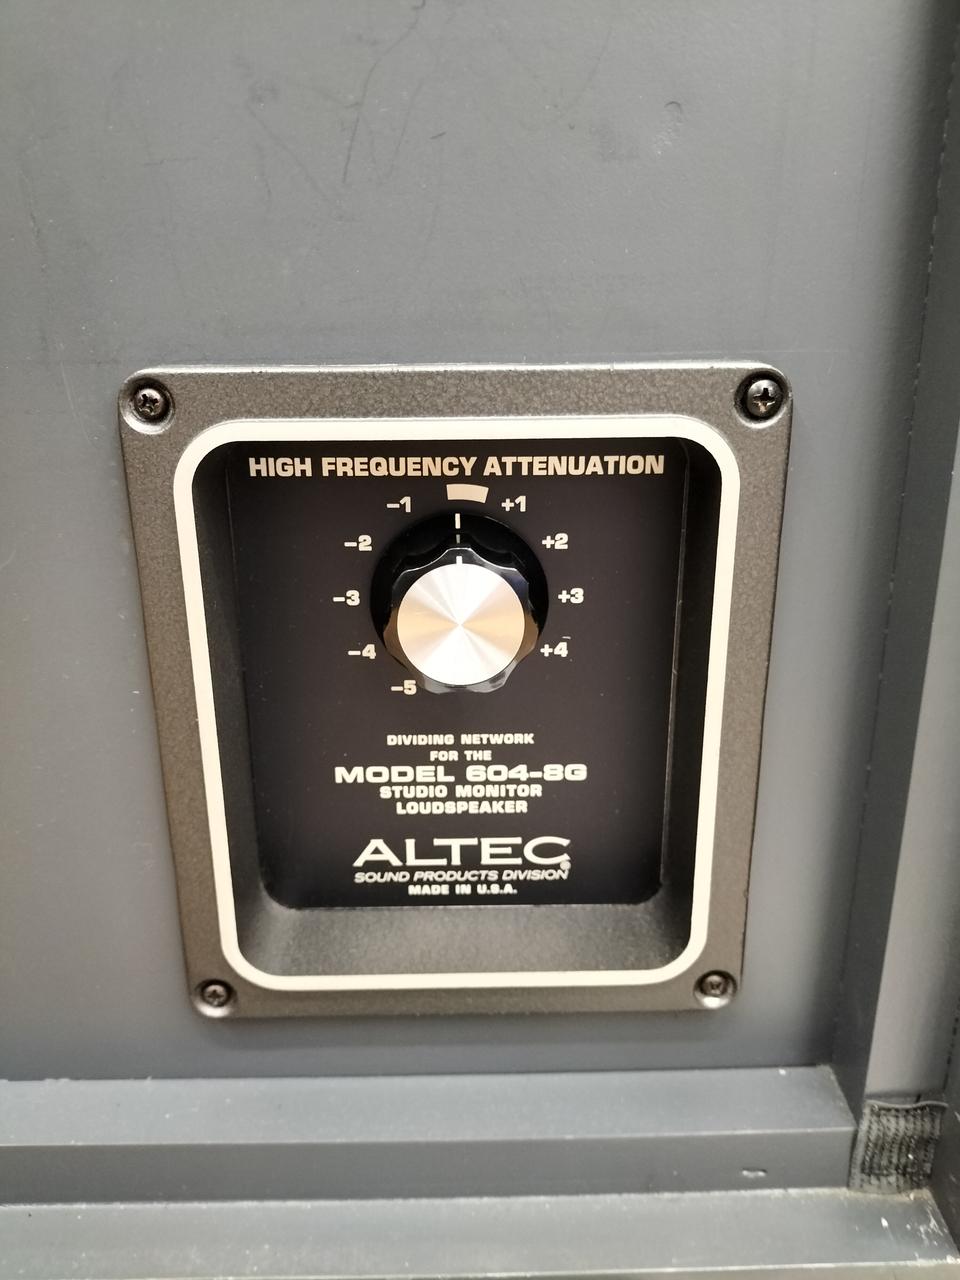 HIGH FREQUENCY ATTENUATION
-1 +1
-2 +2
-3 +3
-4 +4
-5
DIVIDING NETWORK
FOR THE
MODEL 604-8G
STUDIO MONITOR
LOUDSPEAKER
ALTEC®
SOUND PRODUCTS DIVISION
MADE IN U.S.A.